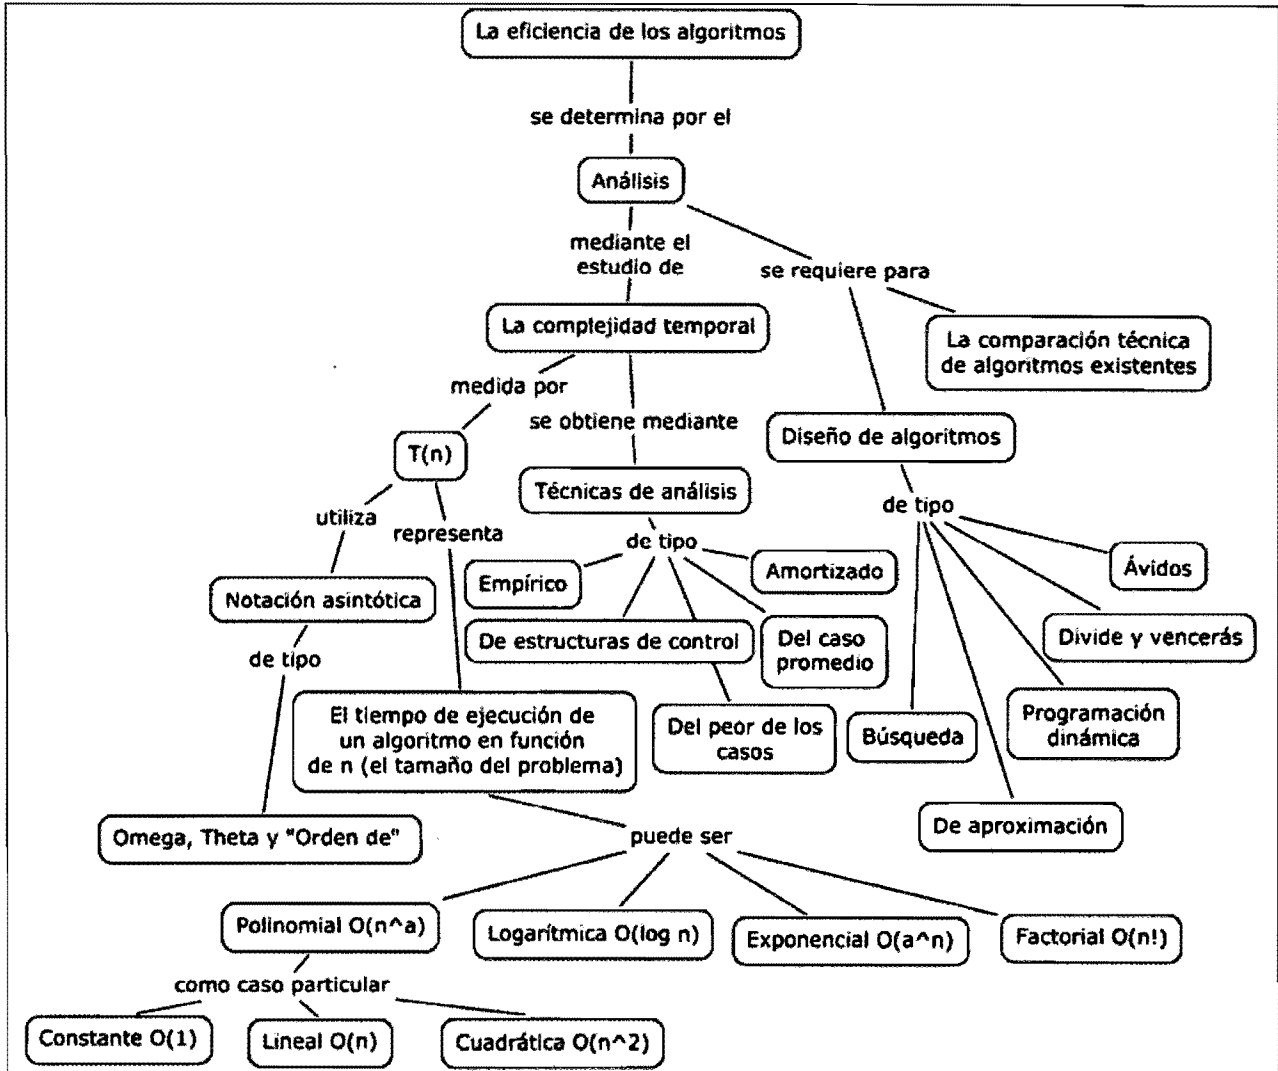 La eficiencia de los algoritmos
se determina por el
Análisis
mediante el
estudio de
se requiere para
La complejidad temporal
La comparación técnica
de algoritmos existentes
medida por
se obtiene mediante
Diseño de algoritmos
T(n)
Técnicas de análisis
utiliza
representa
de tipo
de tipo
Empírico
Amortizado
Ávidos
Notación asintótica
De estructuras de control
Del caso
promedio
Divide y vencerás
de tipo
El tiempo de ejecución de
un algoritmo en función
de n (el tamaño del problema)
Del peor de los
casos
Búsqueda
Programación
dinámica
Omega, Theta y "Orden de"
puede ser
De aproximación
Polinomial O(n^a)
Logarítmica O(log n)
Exponencial O(a^n)
Factorial O(n!)
como caso particular
Constante O(1)
Lineal O(n)
Cuadrática O(n^2)